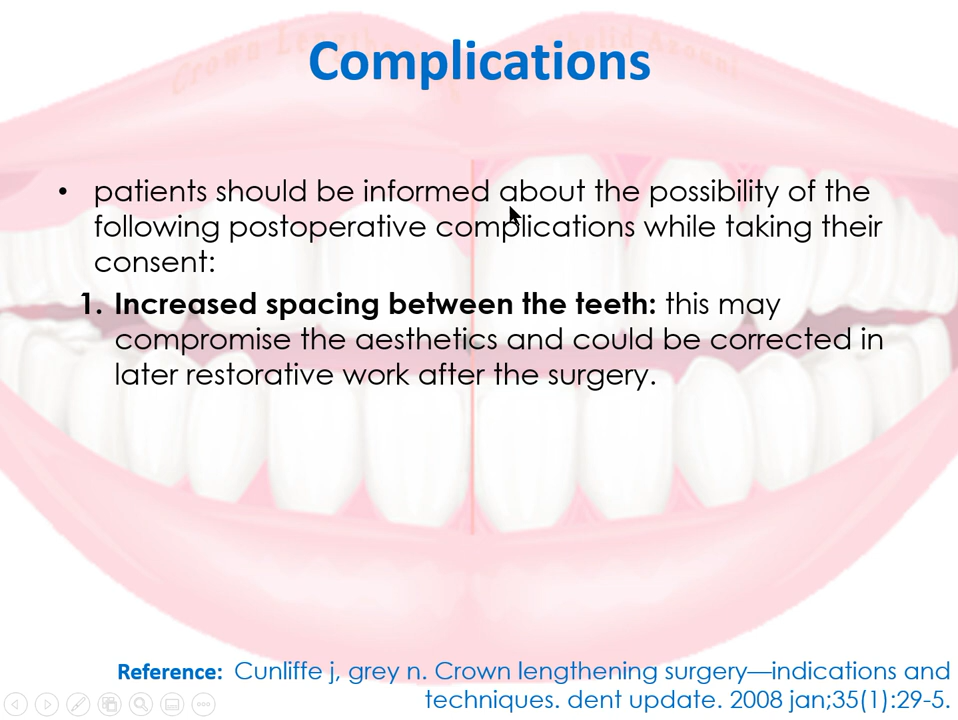 Complications
• patients should be informed about the possibility of the
following postoperative complications while taking their
consent:
1. Increased spacing between the teeth: this may
compromise the aesthetics and could be corrected in
later restorative work after the surgery.
Reference: Cunliffe j, grey n. Crown lengthening surgery—indications and
techniques. dent update. 2008 jan;35(1):29-5.